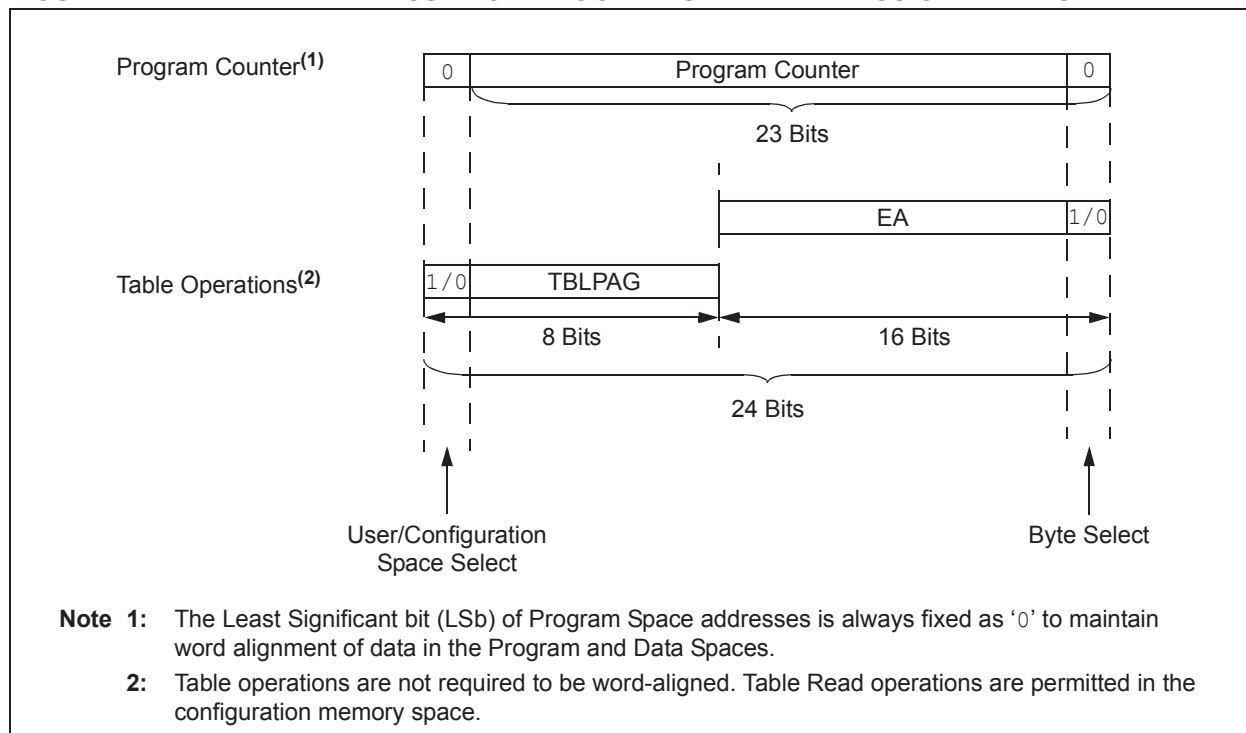 Program Counter(1)
0
Program Counter
0
23 Bits
EA
1/0
Table Operations(2)
1/0
TBLPAG
8 Bits
16 Bits
24 Bits
User/Configuration
Space Select
Byte Select
Note 1: The Least Significant bit (LSb) of Program Space addresses is always fixed as ‘0’ to maintain
word alignment of data in the Program and Data Spaces.
2: Table operations are not required to be word-aligned. Table Read operations are permitted in the
configuration memory space.